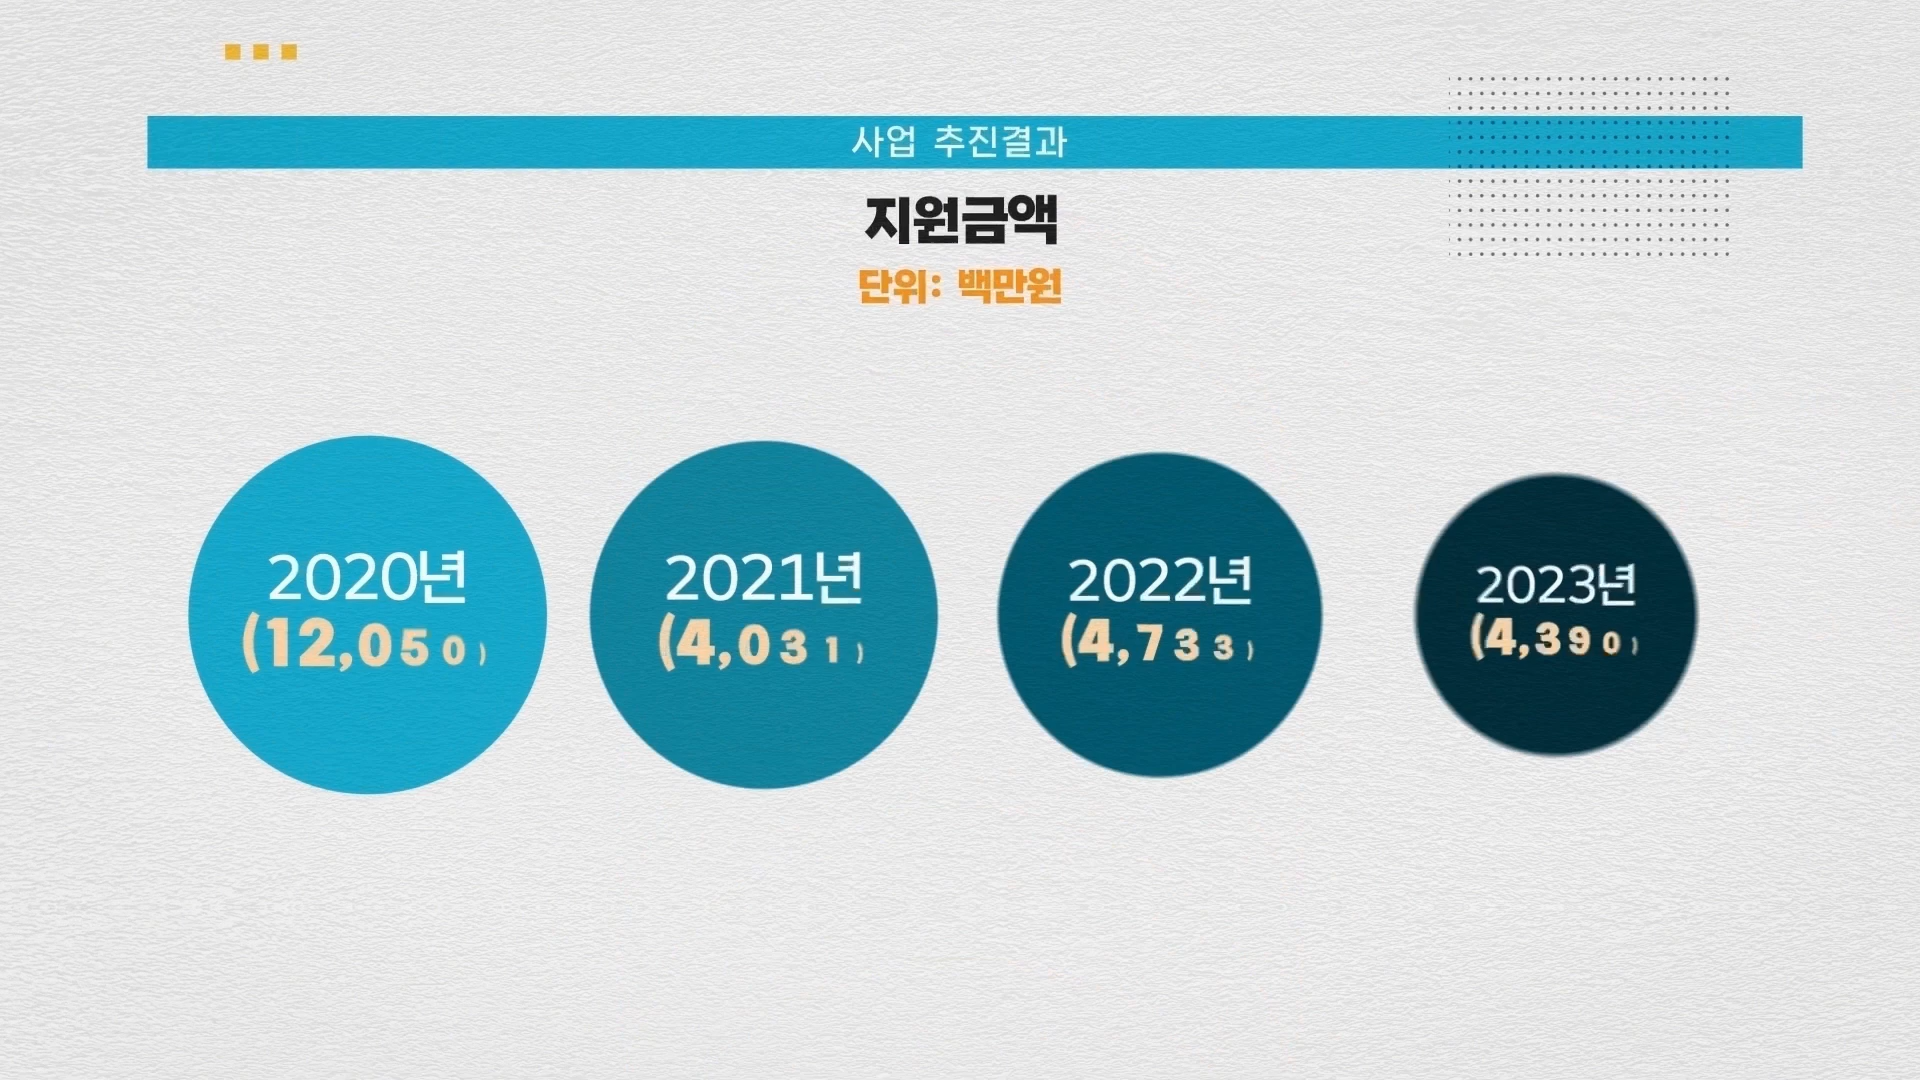 사업 추진결과
지원금액
단위: 백만원
2020년
(12,050)
2021년
(4,031)
2022년
(4,733)
2023년
(4,390)